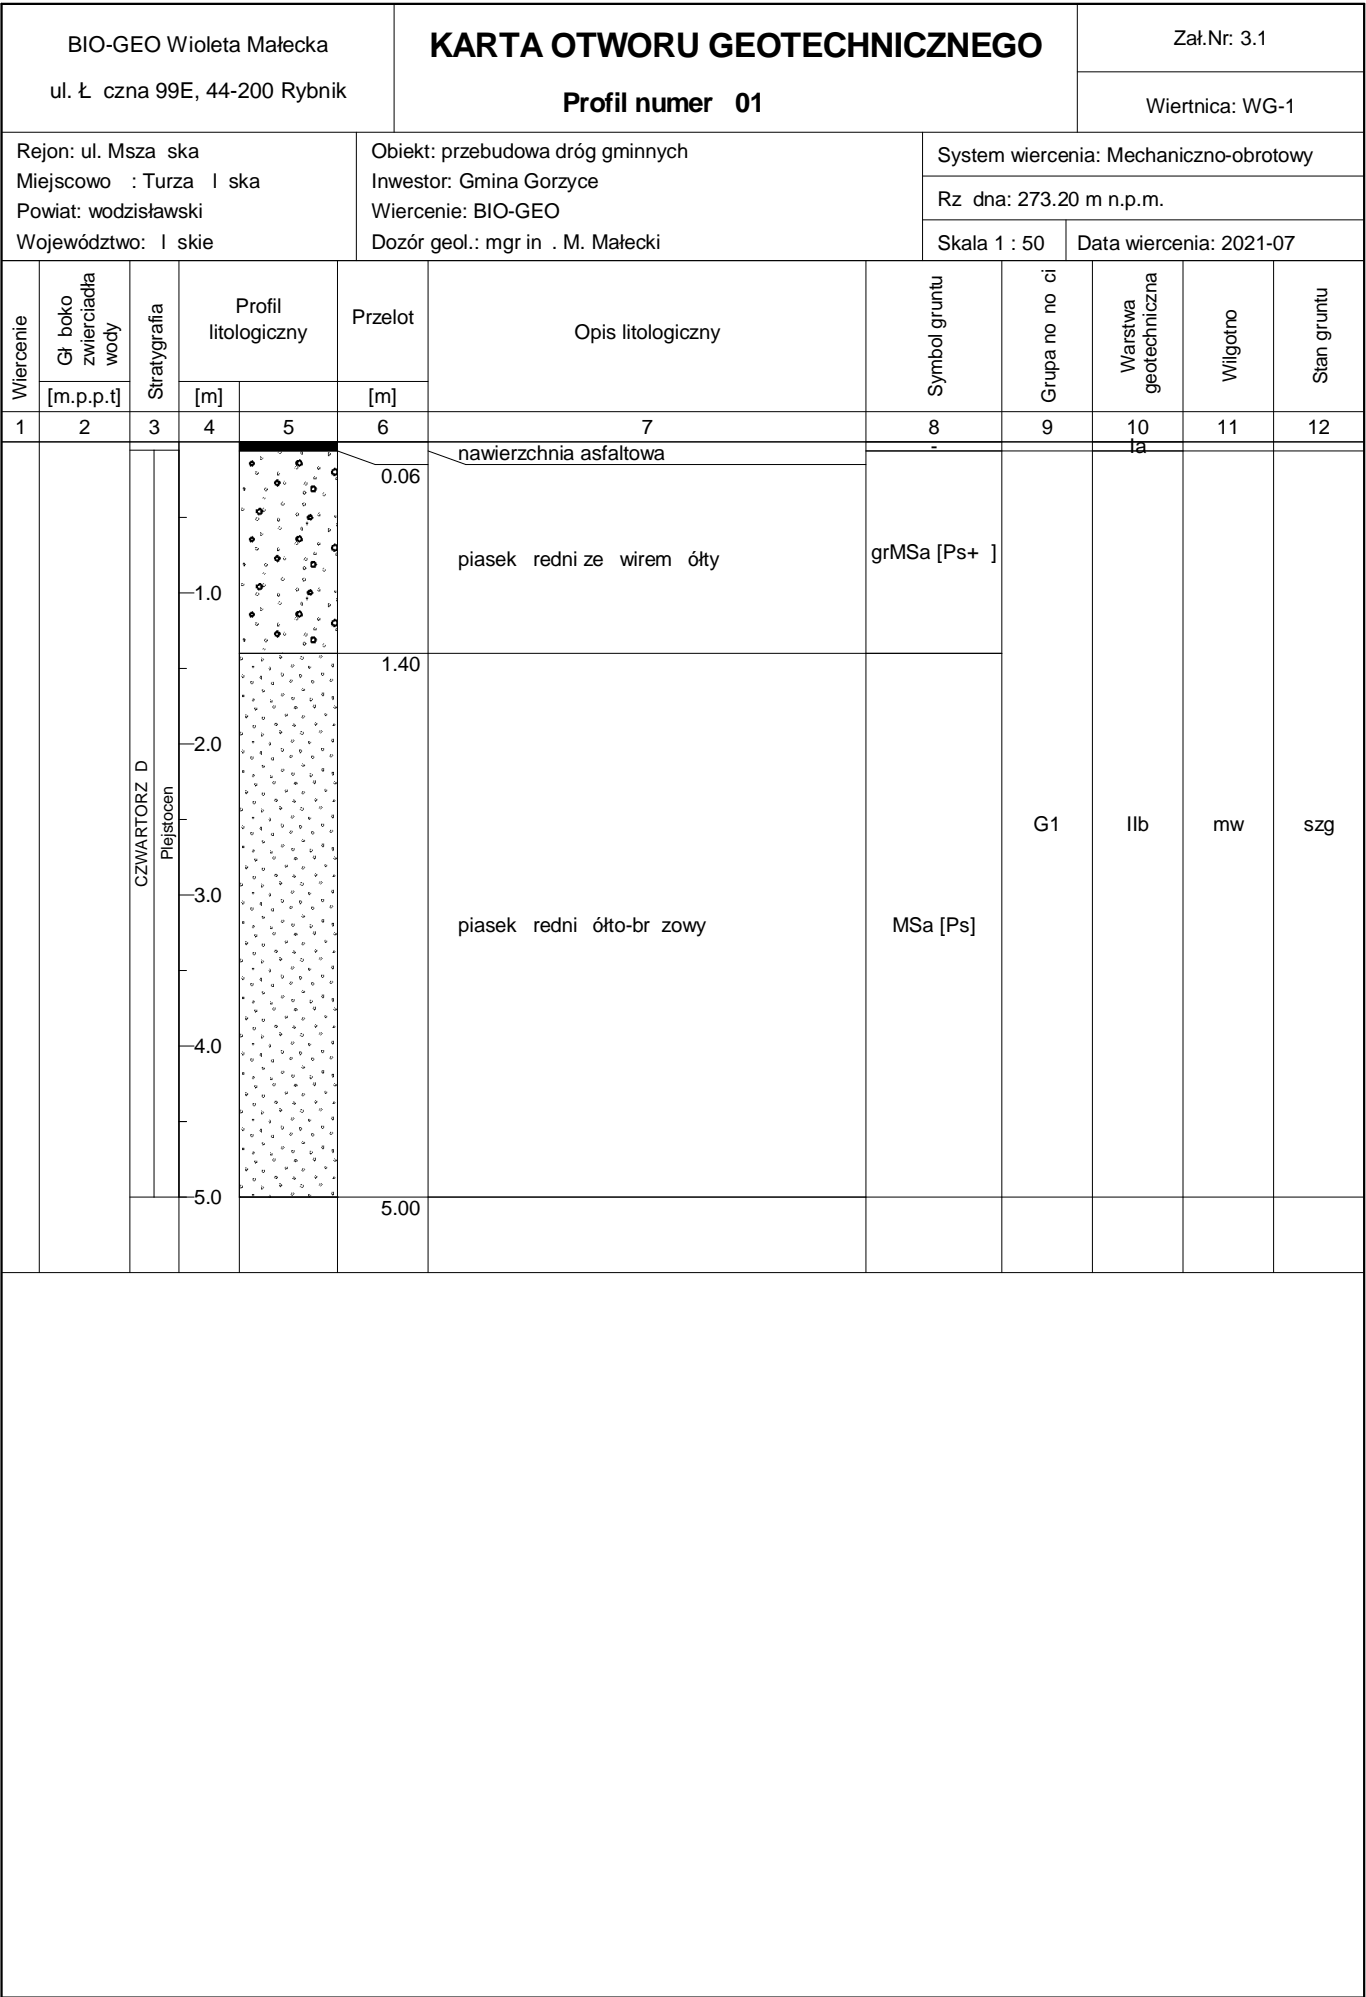 BIO-GEO Wioleta Małecka
ul. Ł czna 99E, 44-200 Rybnik
KARTA OTWORU GEOTECHNICZNEGO
Profil numer 01
Zał.Nr: 3.1
Wiertnica: WG-1
Rejon: ul. Msza ska
Miejscowo : Turza l ska
Powiat: wodzisławski
Województwo: l skie
Obiekt: przebudowa dróg gminnych
Inwestor: Gmina Gorzyce
Wiercenie: BIO-GEO
Dozór geol.: mgr in . M. Małecki
System wiercenia: Mechaniczno-obrotowy
Rz dna: 273.20 m n.p.m.
Skala 1 : 50
Data wiercenia: 2021-07
Wiercenie
Gł boko
zwierciadła
wody
[m.p.p.t]
Stratygrafia
Profil
litologiczny
[m]
Przelot
[m]
Opis litologiczny
Symbol gruntu
Grupa no no ci
Warstwa
geotechniczna
Wilgotno
Stan gruntu
1 2 3 4 5 6 7 8 9 10 11 12
nawierzchnia asfaltowa
-
Ia
0.06
piasek redni ze wirem ółty
grMSa [Ps+ ]
1.0
1.40
2.0
CZWARTORZ D
Plejstocen
G1
IIb
mw
szg
3.0
piasek redni ółto-br zowy
MSa [Ps]
4.0
5.0
5.00